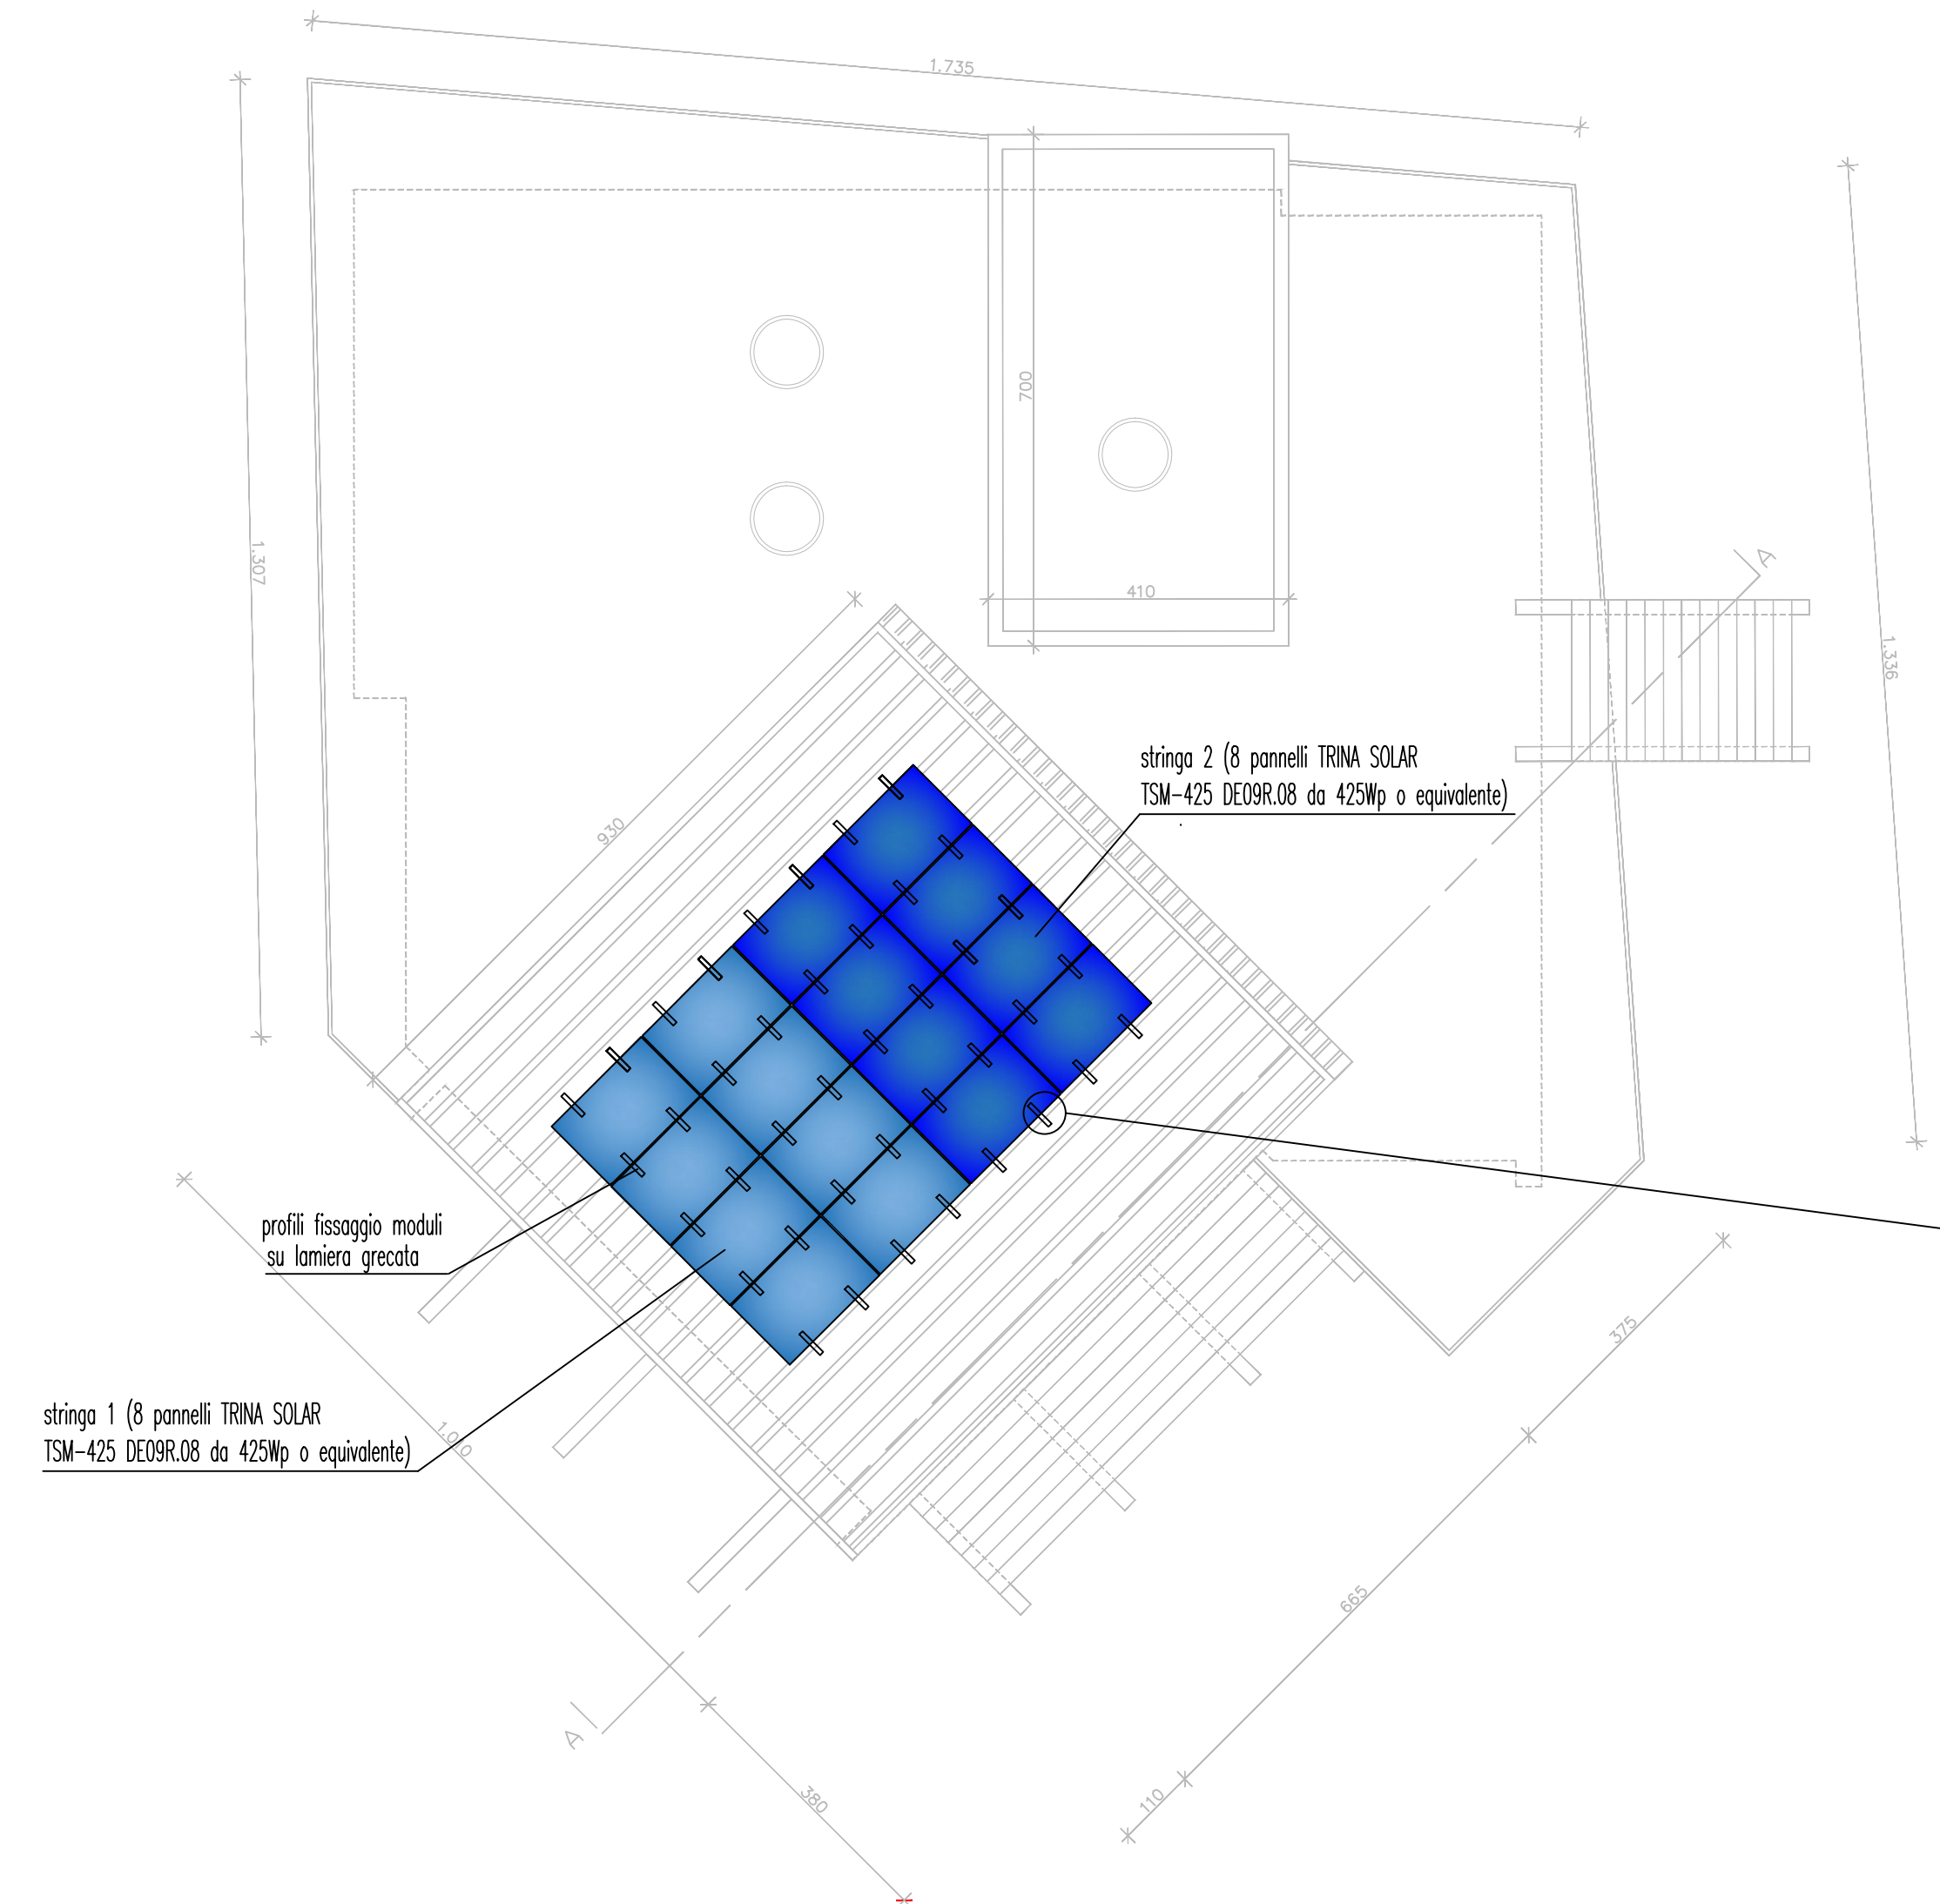 1.735
1.307
700
410
A
1.336
930
stringa 2 (8 pannelli TRINA SOLAR
TSM-425 DE09R.08 da 425Wp o equivalente)
profili fissaggio moduli
su lamiera grecata
stringa 1 (8 pannelli TRINA SOLAR
TSM-425 DE09R.08 da 425Wp o equivalente)
375
665
A
380
110